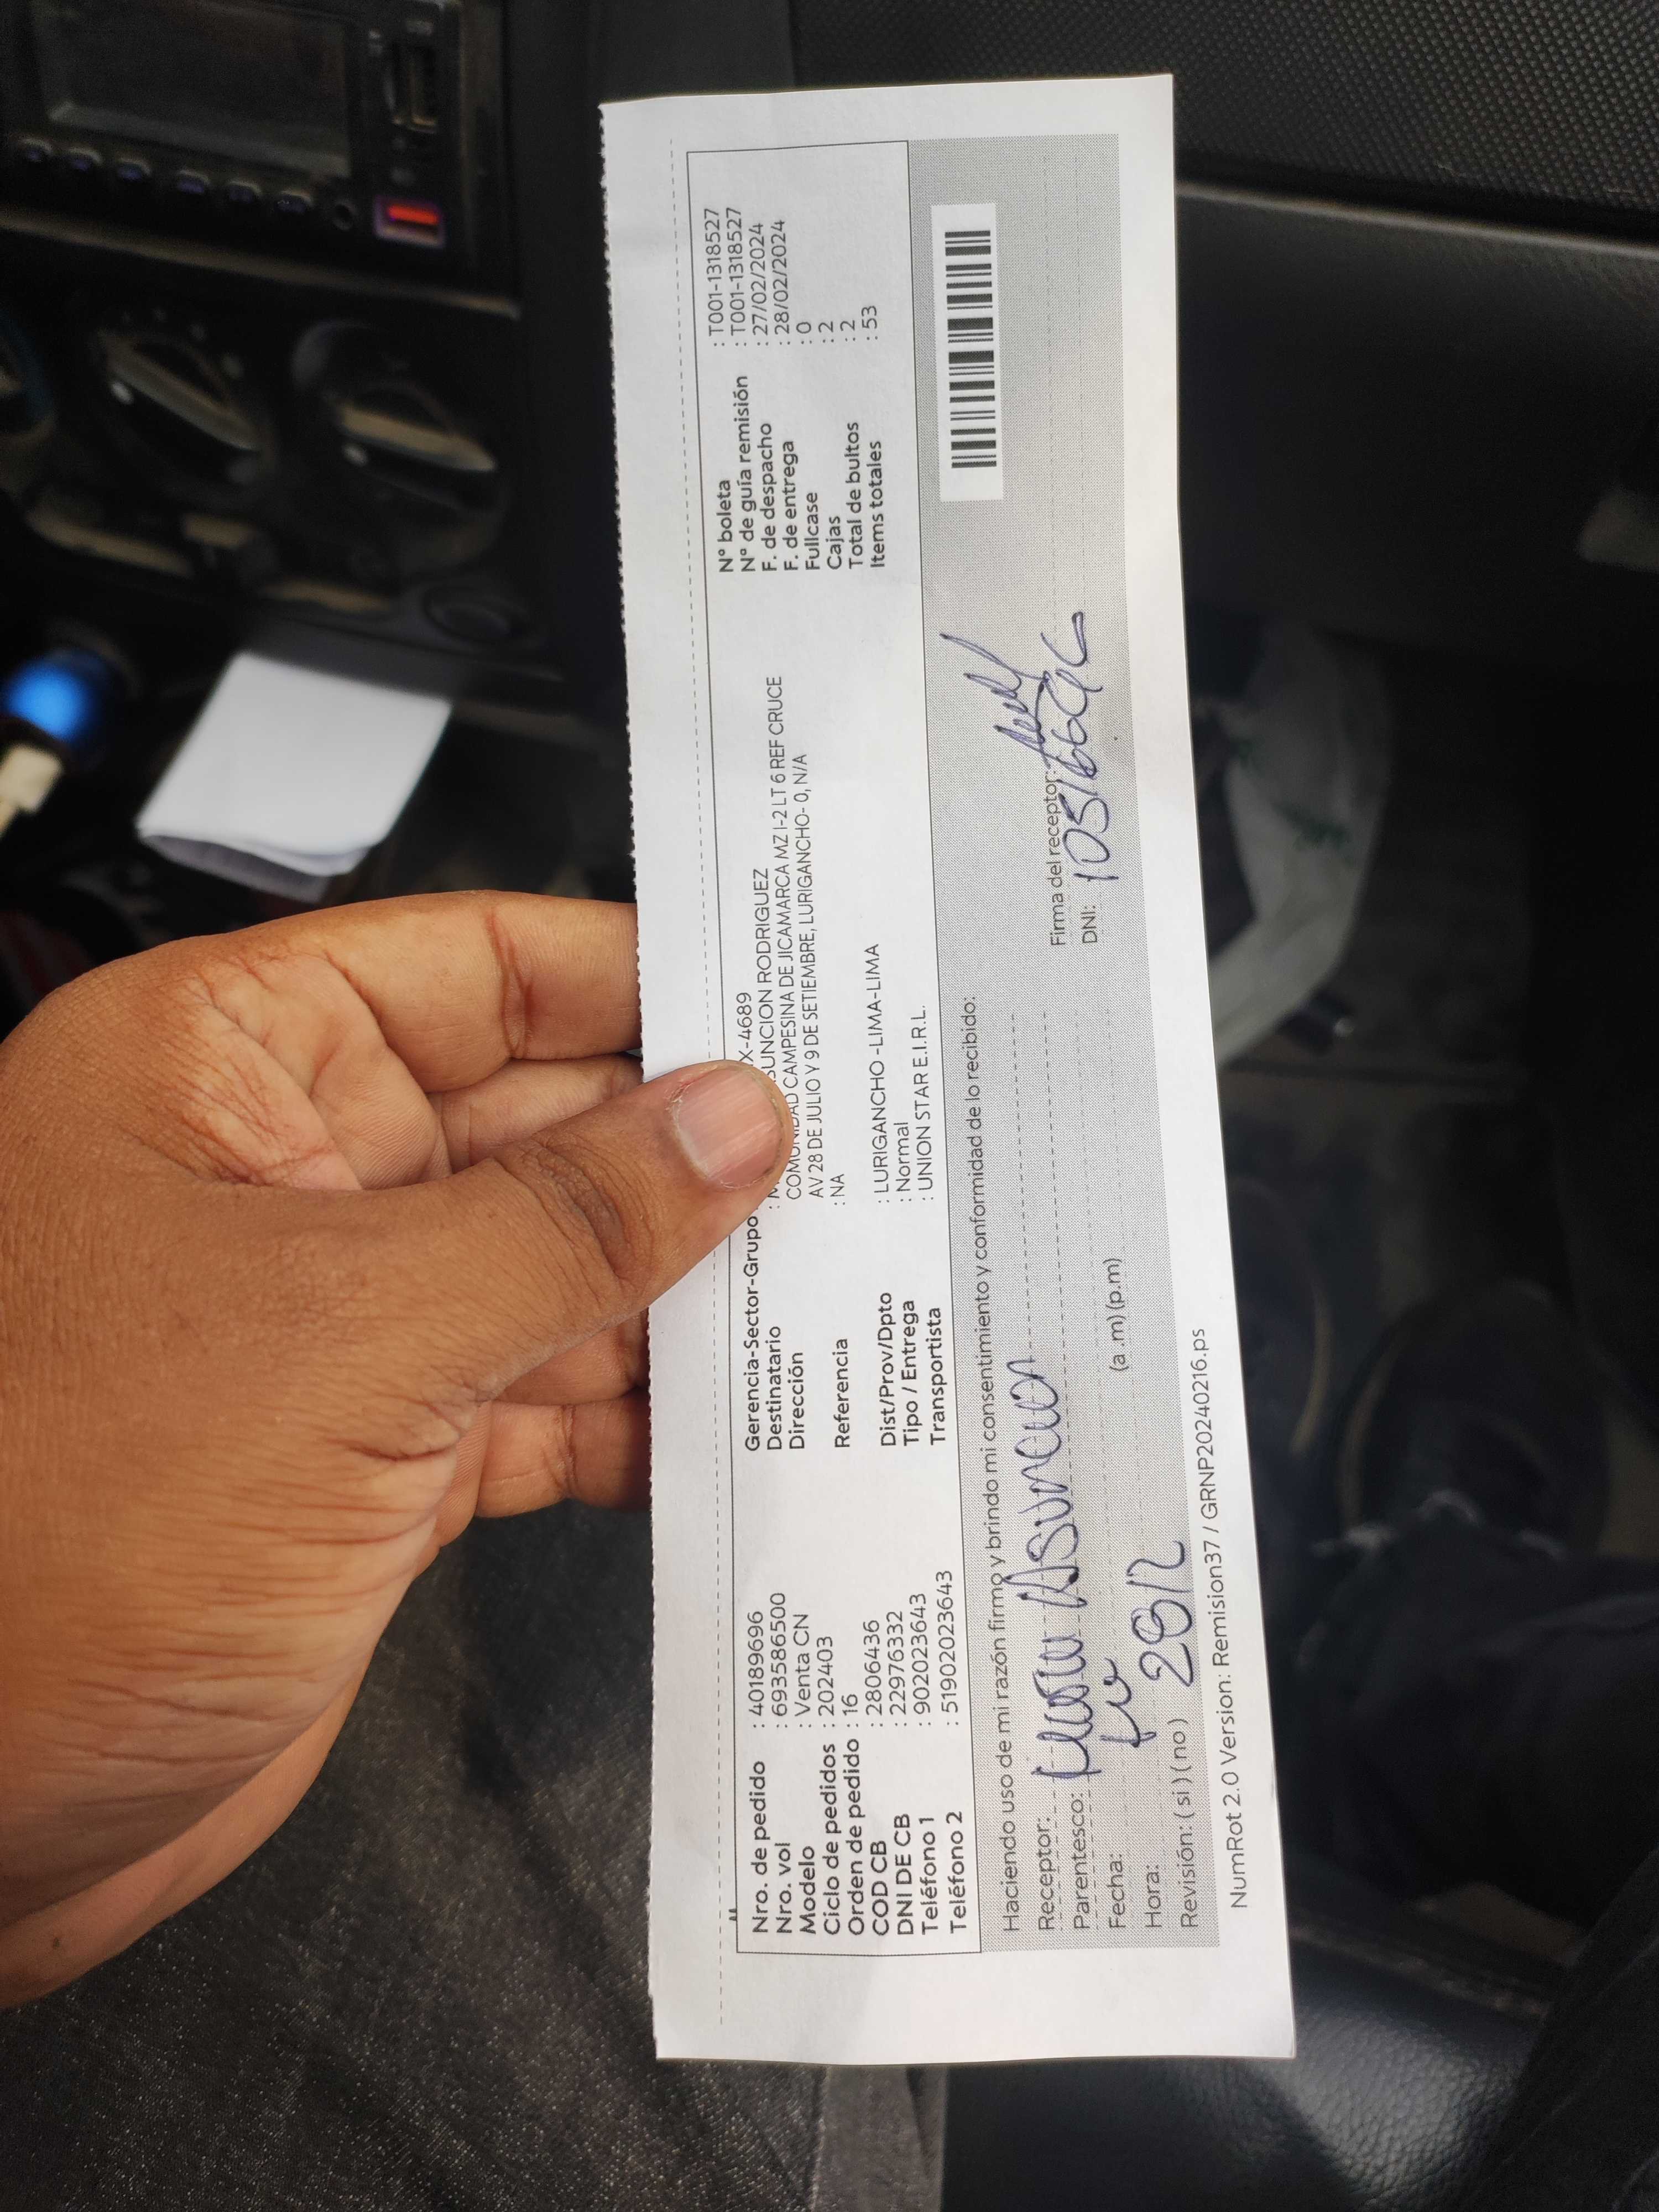 Nro. de pedido : 40189696
Nro. vol : 693586500
Modelo : Venta CN
Ciclo de pedidos : 202403
Orden de pedido : 16
COD CB : 2806436
DNI DE CB : 22976332
Teléfono 1 : 902023643
Teléfono 2 : 51902023643
Gerencia-Sector-Grupo X-4689
Destinatario : RODRIGUEZ
Dirección COMUNIDAD CAMPESINA DE JICAMARCA MZ I-2 LT 6 REF CRUCE
AV 28 DE JULIO Y 9 DE SETIEMBRE, LURIGANCHO- 0, N/A
Referencia : NA
Dist/Prov/Dpto : LURIGANCHO -LIMA-LIMA
Tipo / Entrega : Normal
Transportista : UNION STAR E.I.R.L.
N° boleta : T001-1318527
N° de guía remisión : T001-1318527
F. de despacho : 27/02/2024
F. de entrega : 28/02/2024
Fullcase : 0
Cajas : 2
Total de bultos : 2
Items totales : 53
Haciendo uso de mi razón firmo y brindo mi consentimiento y conformidad de lo recibido:
Receptor: Asuncion
Parentesco:
Fecha:
Hora: (a .m) (p.m)
Revisión: ( si ) ( no ) 28/2
Firma del receptor:
DNI:
NumRot 2.0 Version: Remision37 / GRNP20240216.ps